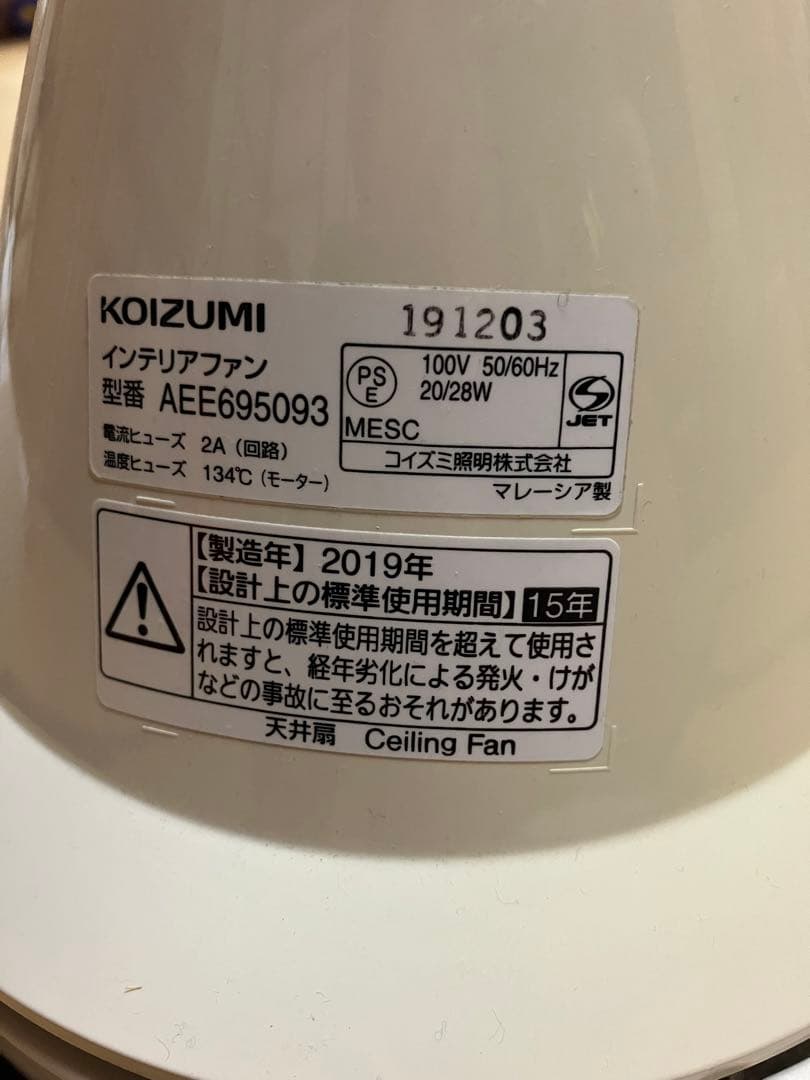 KOIZUMI
191203
インテリアファン
型番 AEE695093
電流ヒューズ 2A（回路）
温度ヒューズ 134℃（モーター）
PS
E
100V 50/60Hz
20/28W
MESC
JET
コイズミ照明株式会社
マレーシア製
【製造年】2019年
【設計上の標準使用期間】15年
設計上の標準使用期間を超えて使用さ
れますと、経年劣化による発火・けが
などの事故に至るおそれがあります。
天井扇 Ceiling Fan